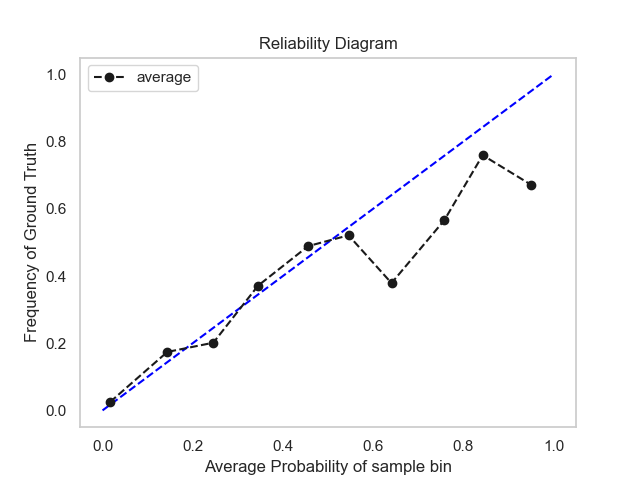 Reliability Diagram
average
Frequency of Ground Truth
1.0
0.8
0.6
0.4
0.2
0.0
0.0 0.2 0.4 0.6 0.8 1.0
Average Probability of sample bin